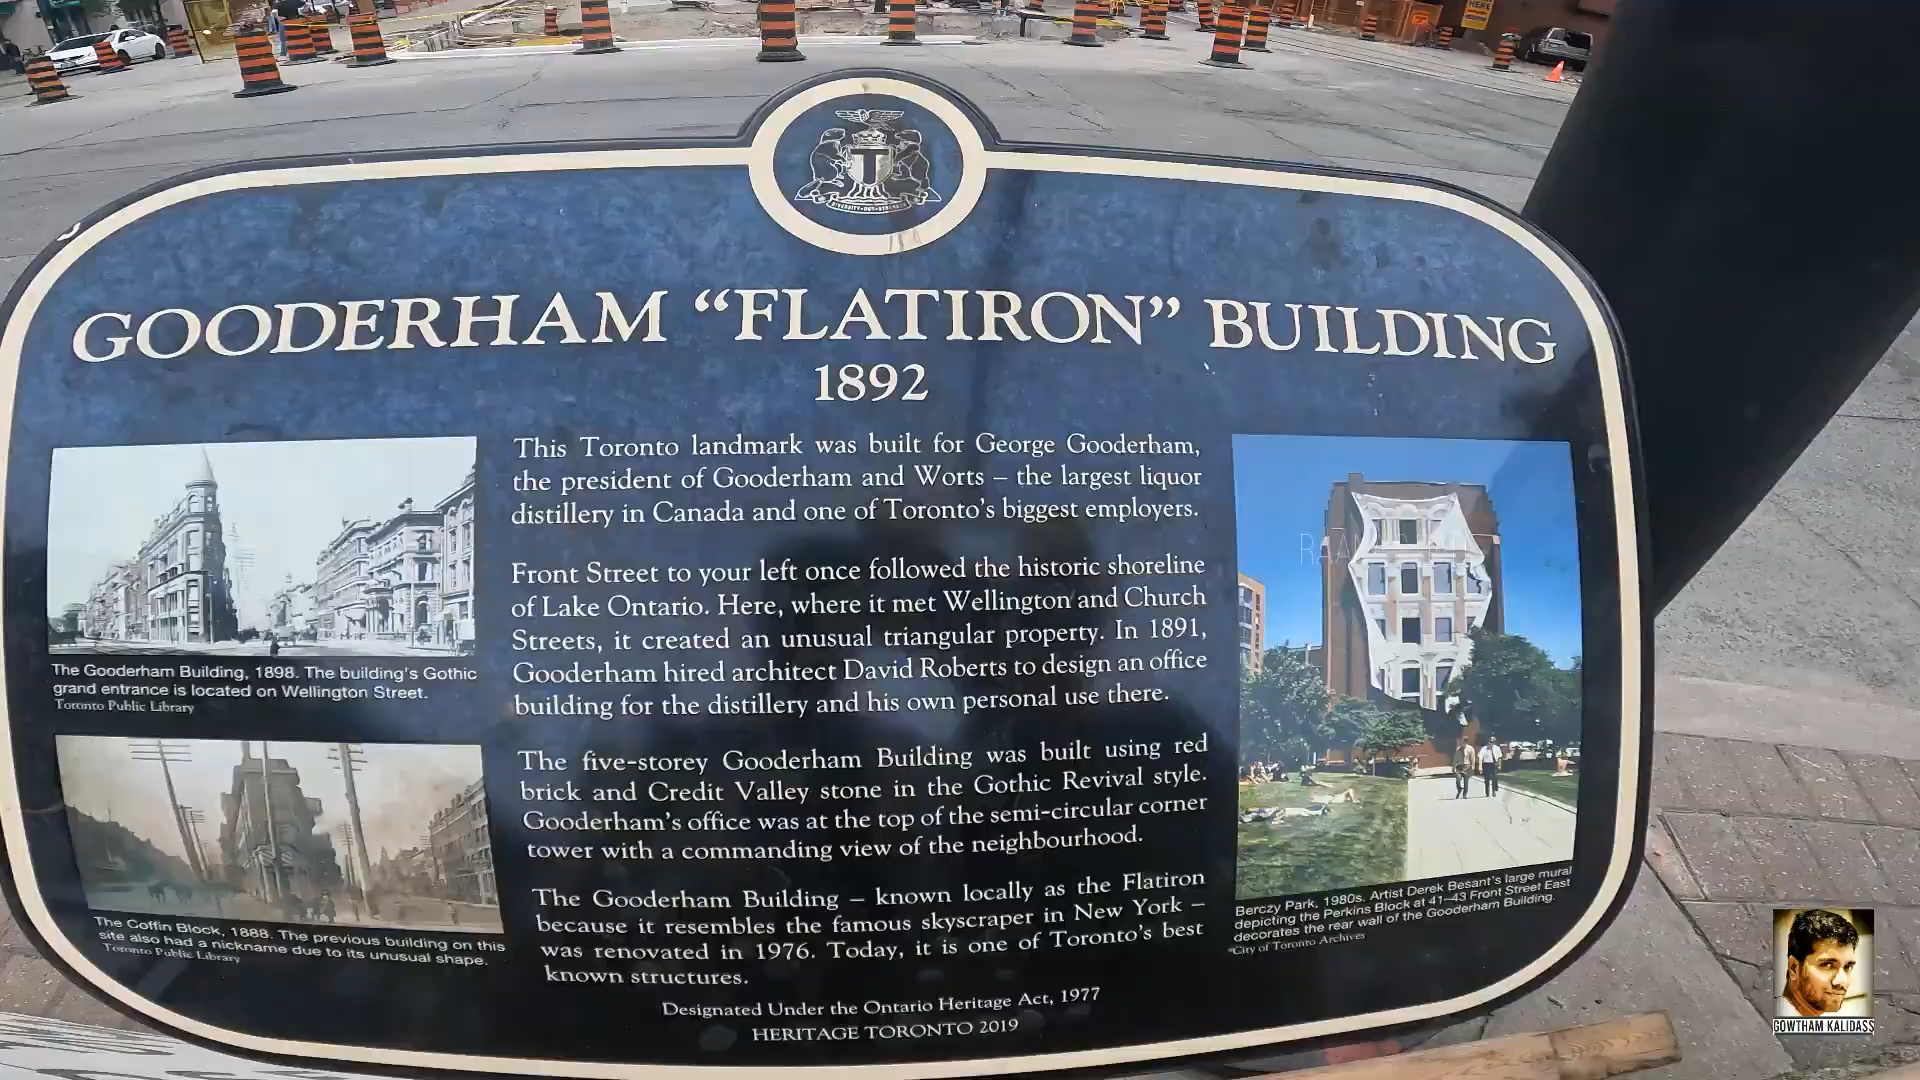 HERE
DIVERSITY • OUR • STRENGTH
GOODERHAM “FLATIRON” BUILDING
1892
This Toronto landmark was built for George Gooderham,
the president of Gooderham and Worts – the largest liquor
distillery in Canada and one of Toronto’s biggest employers.
Front Street to your left once followed the historic shoreline
of Lake Ontario. Here, where it met Wellington and Church
Streets, it created an unusual triangular property. In 1891,
Gooderham hired architect David Roberts to design an office
building for the distillery and his own personal use there.
The five-storey Gooderham Building was built using red
brick and Credit Valley stone in the Gothic Revival style.
Gooderham’s office was at the top of the semi-circular corner
tower with a commanding view of the neighbourhood.
The Gooderham Building – known locally as the Flatiron
because it resembles the famous skyscraper in New York –
was renovated in 1976. Today, it is one of Toronto’s best
known structures.
Designated Under the Ontario Heritage Act, 1977
HERITAGE TORONTO 2019
The Gooderham Building, 1898. The building’s Gothic
grand entrance is located on Wellington Street.
Toronto Public Library
The Coffin Block, 1888. The previous building on this
site also had a nickname due to its unusual shape.
Toronto Public Library
Berczy Park, 1980s. Artist Derek Besant’s large mural
depicting the Perkins Block at 41–43 Front Street East
decorates the rear wall of the Gooderham Building.
City of Toronto Archives
GOWTHAM KALIDASS